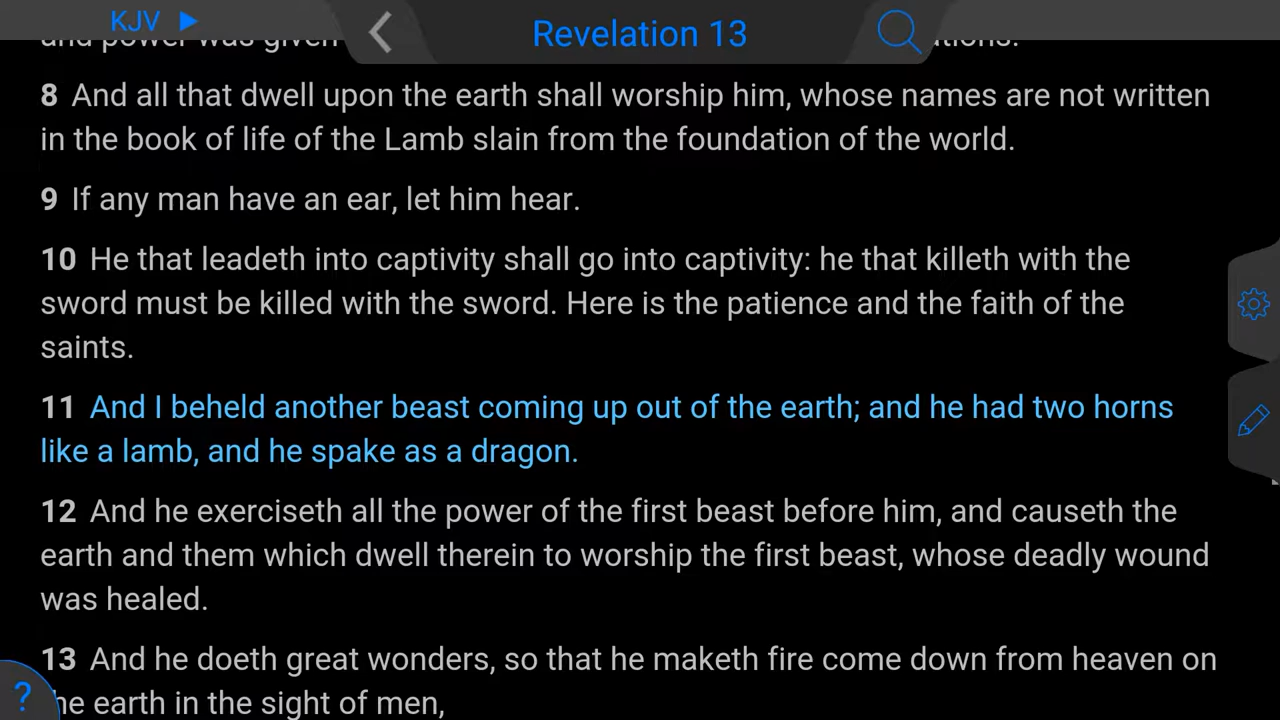 KJV
Revelation 13
and power was given
ations.
8 And all that dwell upon the earth shall worship him, whose names are not written
in the book of life of the Lamb slain from the foundation of the world.
9 If any man have an ear, let him hear.
10 He that leadeth into captivity shall go into captivity: he that killeth with the
sword must be killed with the sword. Here is the patience and the faith of the
saints.
11 And I beheld another beast coming up out of the earth; and he had two horns
like a lamb, and he spake as a dragon.
12 And he exerciseth all the power of the first beast before him, and causeth the
earth and them which dwell therein to worship the first beast, whose deadly wound
was healed.
13 And he doeth great wonders, so that he maketh fire come down from heaven on
he earth in the sight of men,
?